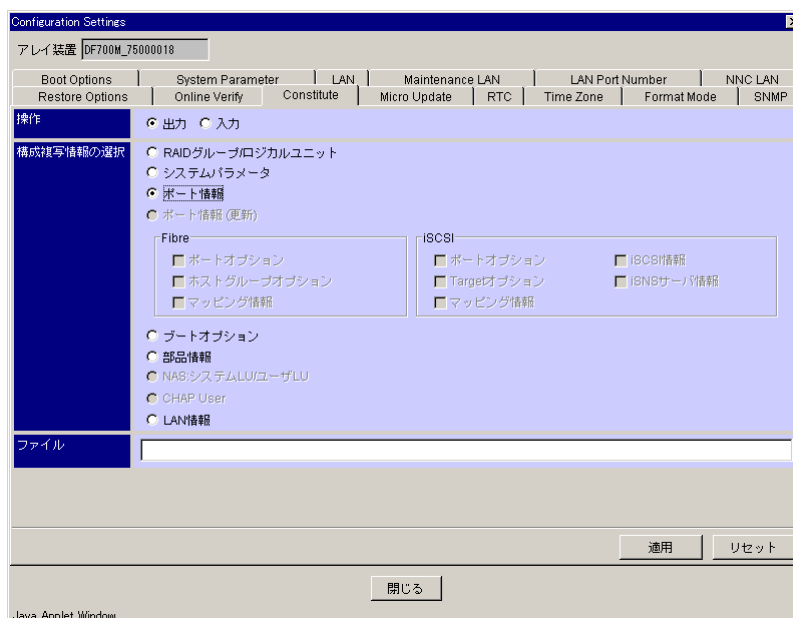 Configuration Settings
アレイ装置 DF700M_75000018
Boot Options System Parameter LAN Maintenance LAN LAN Port Number NNC LAN
Restore Options Online Verify Constitute Micro Update RTC Time Zone Format Mode SNMP
操作 出力 入力
構成複写情報の選択 RAIDグループ/ロジカルユニット
システムパラメータ
ポート情報
ポート情報(更新)
Fibre iSCSI
ポートオプション ポートオプション iSCSI情報
ホストグループオプション Targetオプション iSNSサーバ情報
マッピング情報 マッピング情報
ブートオプション
部品情報
NAS:システムLU/ユーザLU
CHAP User
LAN情報
ファイル
適用 リセット
閉じる
Java Applet Window